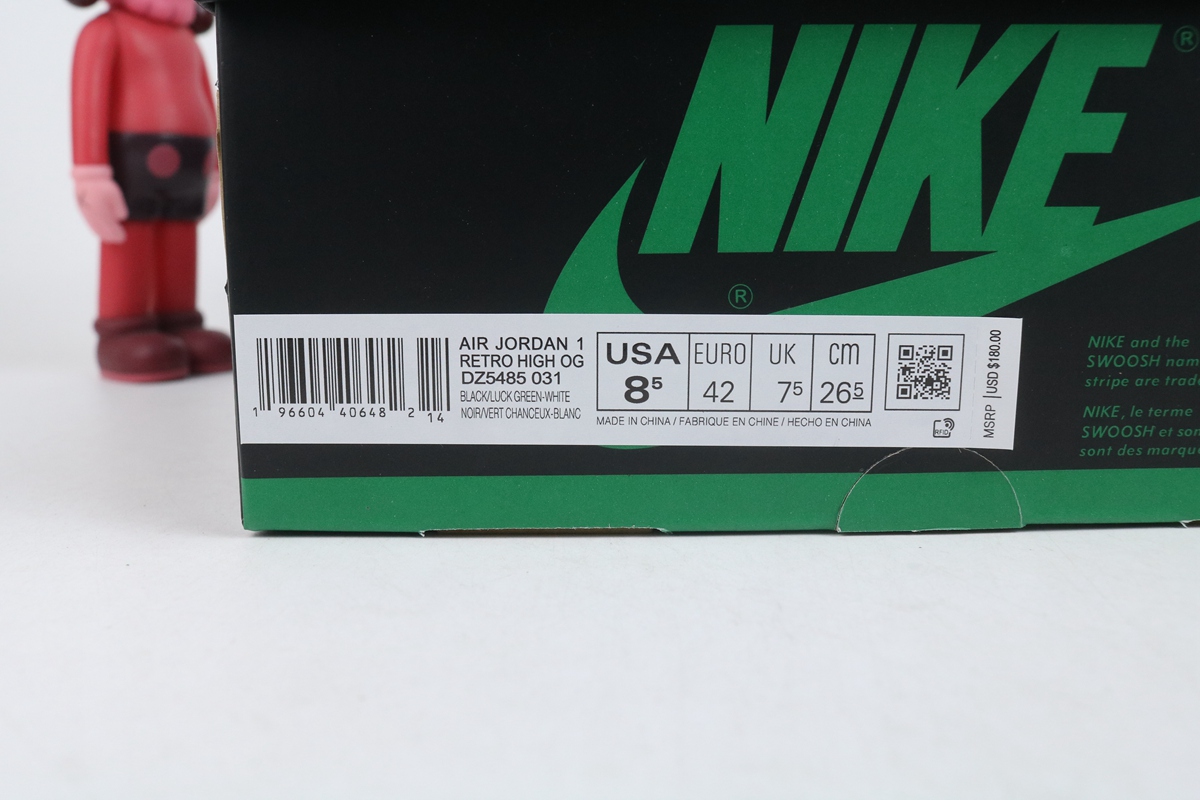 NIKE ®
®
AIR JORDAN 1
RETRO HIGH OG
DZ5485 031
BLACK/LUCK GREEN-WHITE
NOIR/VERT CHANCEUX-BLANC
1 96604 40648 2 14
USA EURO UK cm
8⁵ 42 7⁵ 26⁵
MADE IN CHINA / FABRIQUE EN CHINE / HECHO EN CHINA
RFID
MSRP |USD $180.00
NIKE and the
SWOOSH nam
stripe are trad
NIKE, le terme
SWOOSH et son
sont des marqu